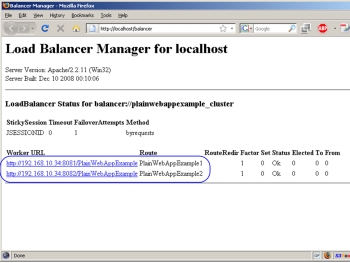 Balancer Manager - Mozilla Firefox
File Edit View History Bookmarks Tools Help
http://localhost/balancer
Google
Load Balancer Manager for localhost
Server Version: Apache/2.2.11 (Win32)
Server Built: Dec 10 2008 00:10:06
LoadBalancer Status for balancer://plainwebappexample_cluster
StickySession Timeout FailoverAttempts Method
JSESSIONID 0 1 byrequests
Worker URL Route RouteRedir Factor Set Status Elected To From
http://192.168.10.34:8081/PlainWebAppExample PlainWebAppExample1 1 0 Ok 0 0 0
http://192.168.10.34:8082/PlainWebAppExample PlainWebAppExample2 1 0 Ok 0 0 0
Done